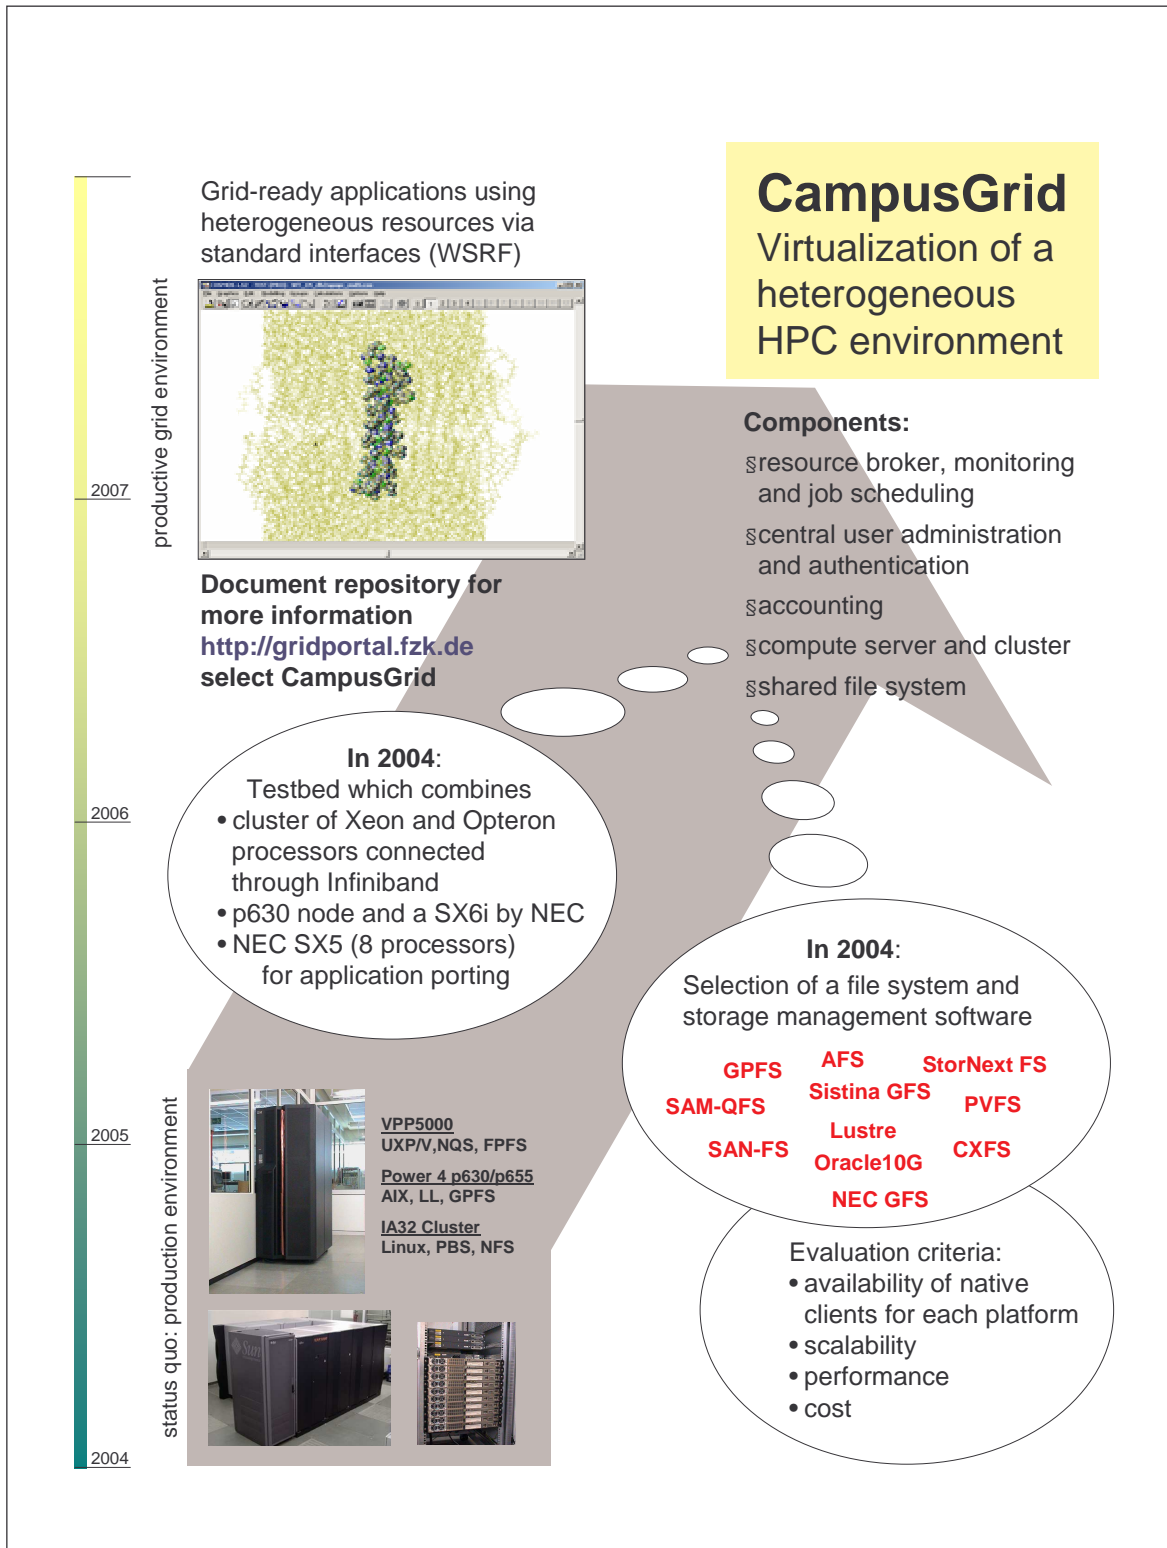 CampusGrid
Virtualization of a
heterogeneous
HPC environment
Grid-ready applications using
heterogeneous resources via
standard interfaces (WSRF)
productive grid environment
2007
Document repository for
more information
http://gridportal.fzk.de
select CampusGrid
Components:
§resource broker, monitoring
and job scheduling
§central user administration
and authentication
§accounting
§compute server and cluster
§shared file system
2006
In 2004:
Testbed which combines
• cluster of Xeon and Opteron
processors connected
through Infiniband
• p630 node and a SX6i by NEC
• NEC SX5 (8 processors)
for application porting
In 2004:
Selection of a file system and
storage management software
GPFS AFS StorNext FS
SAM-QFS Sistina GFS PVFS
SAN-FS Lustre CXFS
Oracle10G
NEC GFS
Evaluation criteria:
• availability of native
clients for each platform
• scalability
• performance
• cost
2005
status quo: production environment
VPP5000
UXP/V,NQS, FPFS
Power 4 p630/p655
AIX, LL, GPFS
IA32 Cluster
Linux, PBS, NFS
Sun
2004